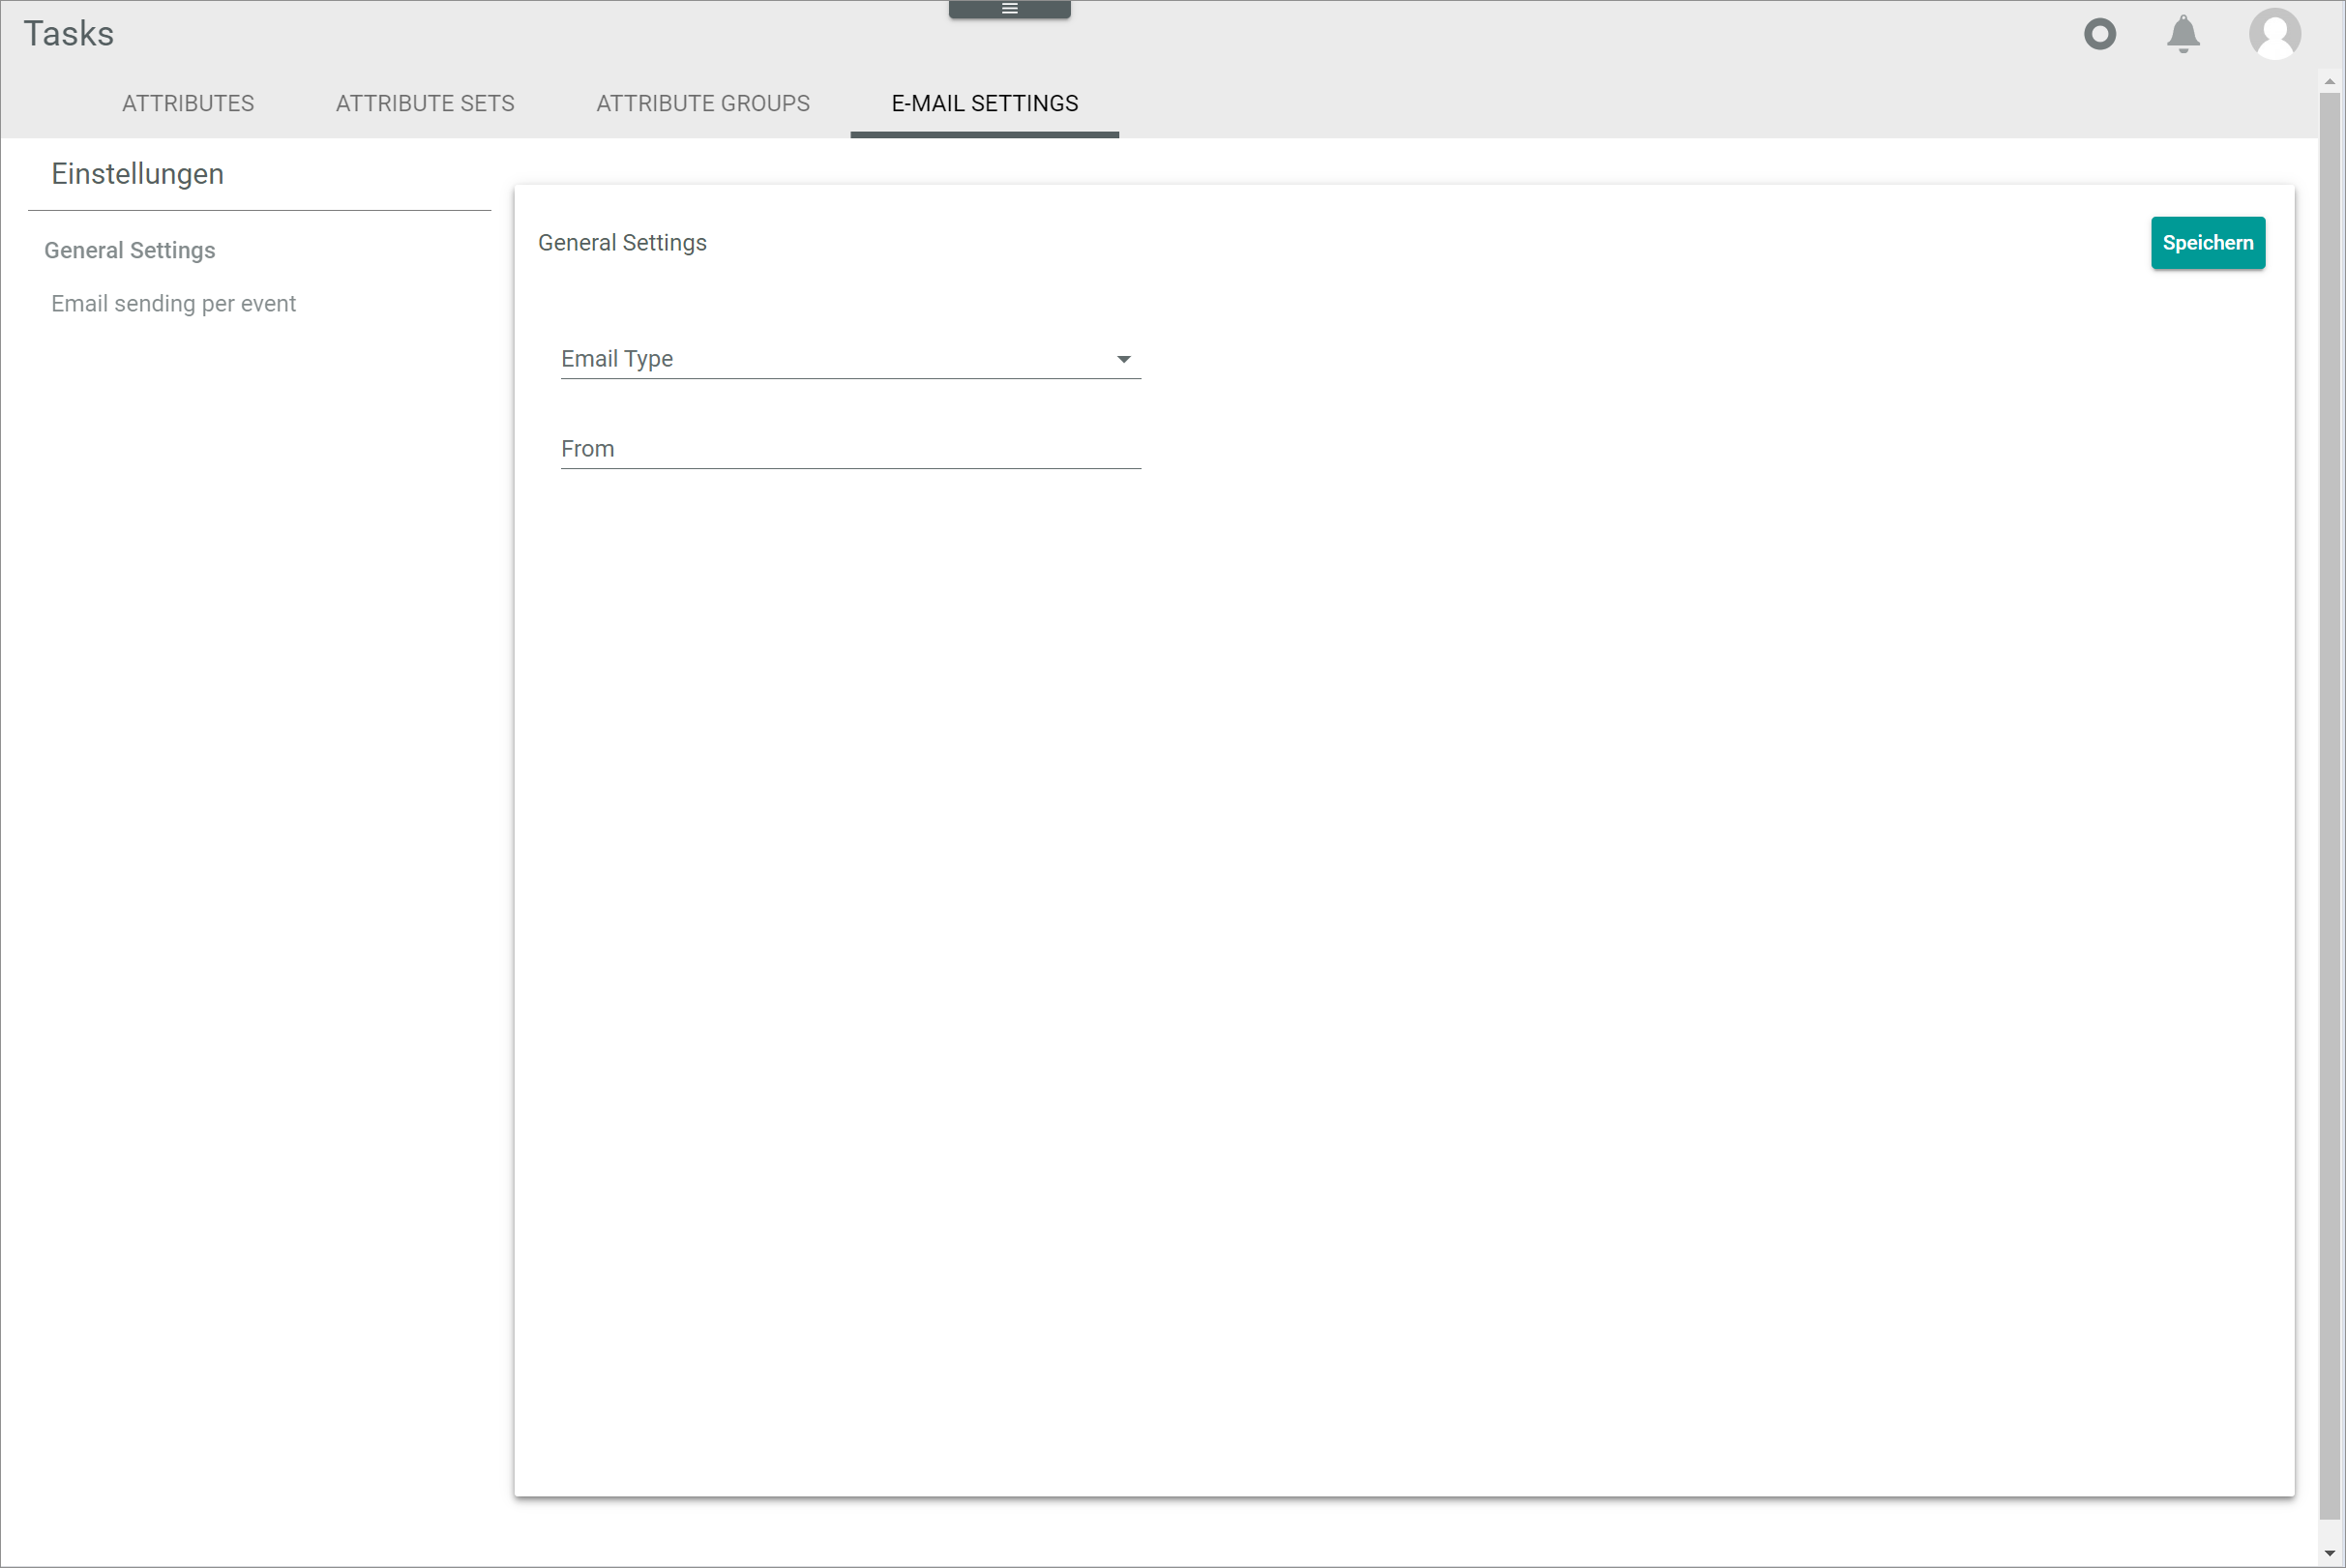 Tasks
ATTRIBUTES
ATTRIBUTE SETS
ATTRIBUTE GROUPS
E-MAIL SETTINGS
Einstellungen
General Settings
Email sending per event
General Settings
Speichern
Email Type
From